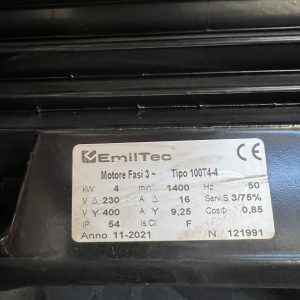 EmilTec CE
Motore Fasi 3 ~ Tipo 100T4-4
kW 4 min¹ 1400 Hz 50
V Δ 230 A Δ 16 Serv.S.3/75%
V Y 400 A Y 9,25 Cosϕ 0,85
IP 54 Is.Cl. F
Anno 11-2021 N. 121991